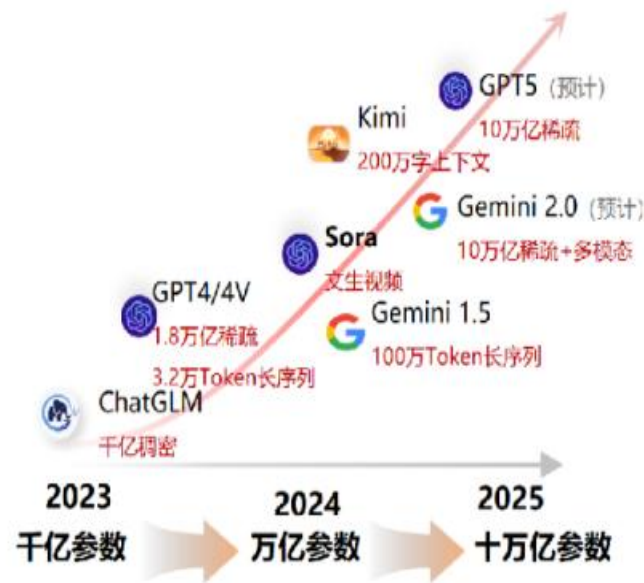 GPT5 (预计)
10万亿稀疏
Kimi
200万字上下文
Gemini 2.0 (预计)
10万亿稀疏+多模态
Sora
文生视频
GPT4/4V
1.8万亿稀疏
3.2万Token长序列
Gemini 1.5
100万Token长序列
ChatGLM
千亿稠密
2023
千亿参数
2024
万亿参数
2025
十万亿参数